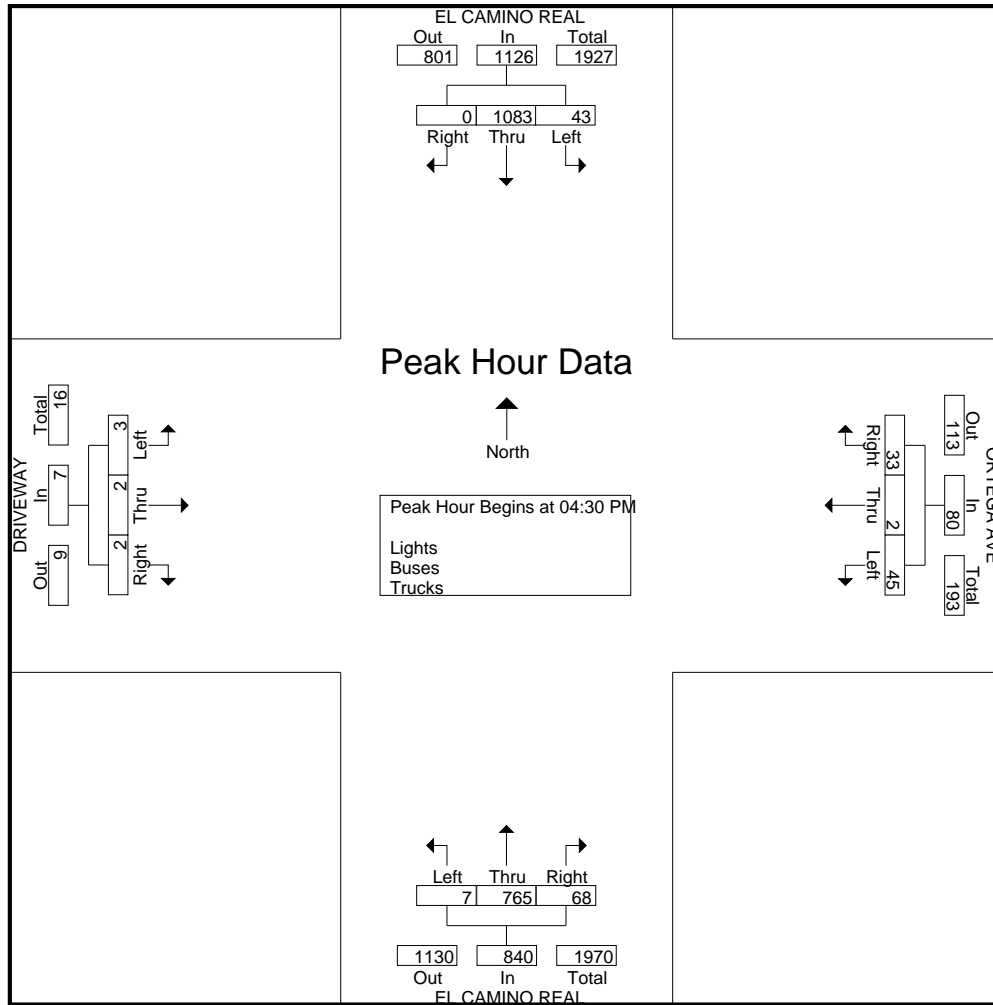 EL CAMINO REAL
Out In Total
801 1126 1927
0 1083 43
Right Thru Left
Peak Hour Data
North
Peak Hour Begins at 04:30 PM
Lights
Buses
Trucks
DRIVEWAY
Out In Total
9 7 16
Right Thru Left
2 2 3
ORTEGA AVE
Out In Total
113 80 193
Right Thru Left
33 2 45
Left Thru Right
7 765 68
1130 840 1970
Out In Total
EL CAMINO REAL